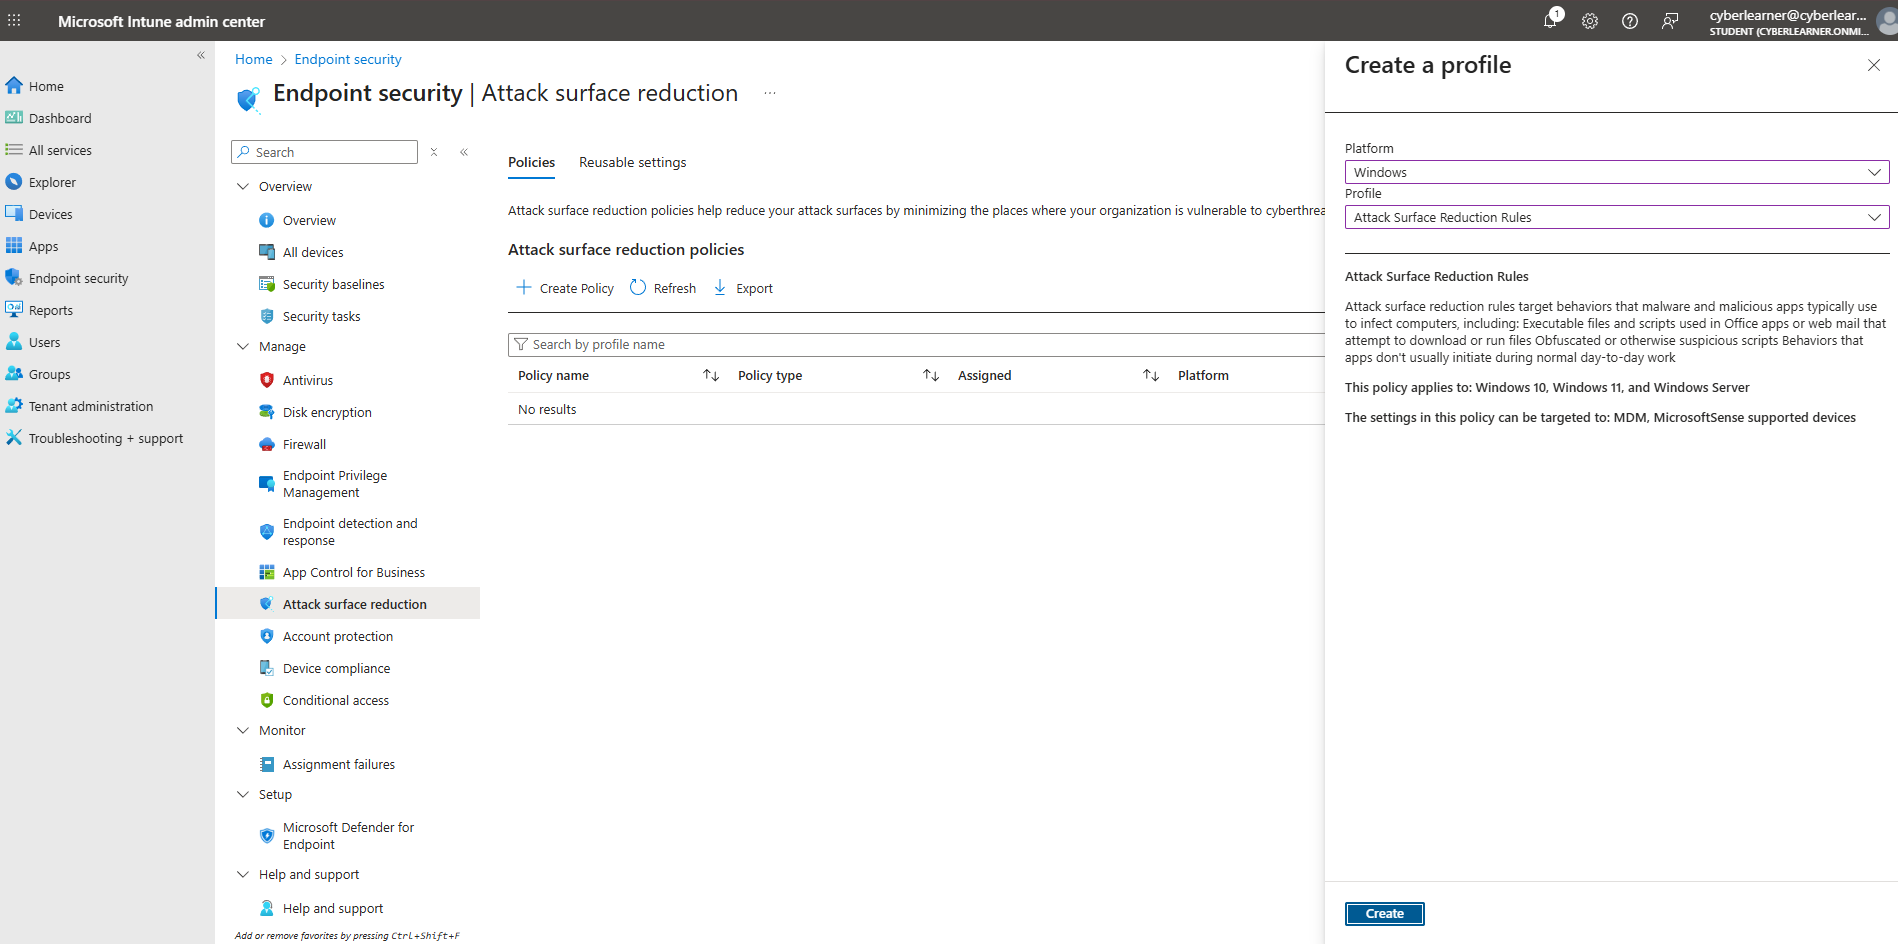 Microsoft Intune admin center
1
cyberlearner@cyberlear...
STUDENT (CYBERLEARNER.ONMI...
Home
Dashboard
All services
Explorer
Devices
Apps
Endpoint security
Reports
Users
Groups
Tenant administration
Troubleshooting + support
Home > Endpoint security
Endpoint security | Attack surface reduction ...
Search
Overview
Overview
All devices
Security baselines
Security tasks
Manage
Antivirus
Disk encryption
Firewall
Endpoint Privilege
Management
Endpoint detection and
response
App Control for Business
Attack surface reduction
Account protection
Device compliance
Conditional access
Monitor
Assignment failures
Setup
Microsoft Defender for
Endpoint
Help and support
Help and support
Add or remove favorites by pressing Ctrl+Shift+F
Policies Reusable settings
Attack surface reduction policies help reduce your attack surfaces by minimizing the places where your organization is vulnerable to cyberthrea
Attack surface reduction policies
Create Policy Refresh Export
Search by profile name
Policy name Policy type Assigned Platform
No results
Create a profile
Platform
Windows
Profile
Attack Surface Reduction Rules
Attack Surface Reduction Rules
Attack surface reduction rules target behaviors that malware and malicious apps typically use
to infect computers, including: Executable files and scripts used in Office apps or web mail that
attempt to download or run files Obfuscated or otherwise suspicious scripts Behaviors that
apps don't usually initiate during normal day-to-day work
This policy applies to: Windows 10, Windows 11, and Windows Server
The settings in this policy can be targeted to: MDM, MicrosoftSense supported devices
Create